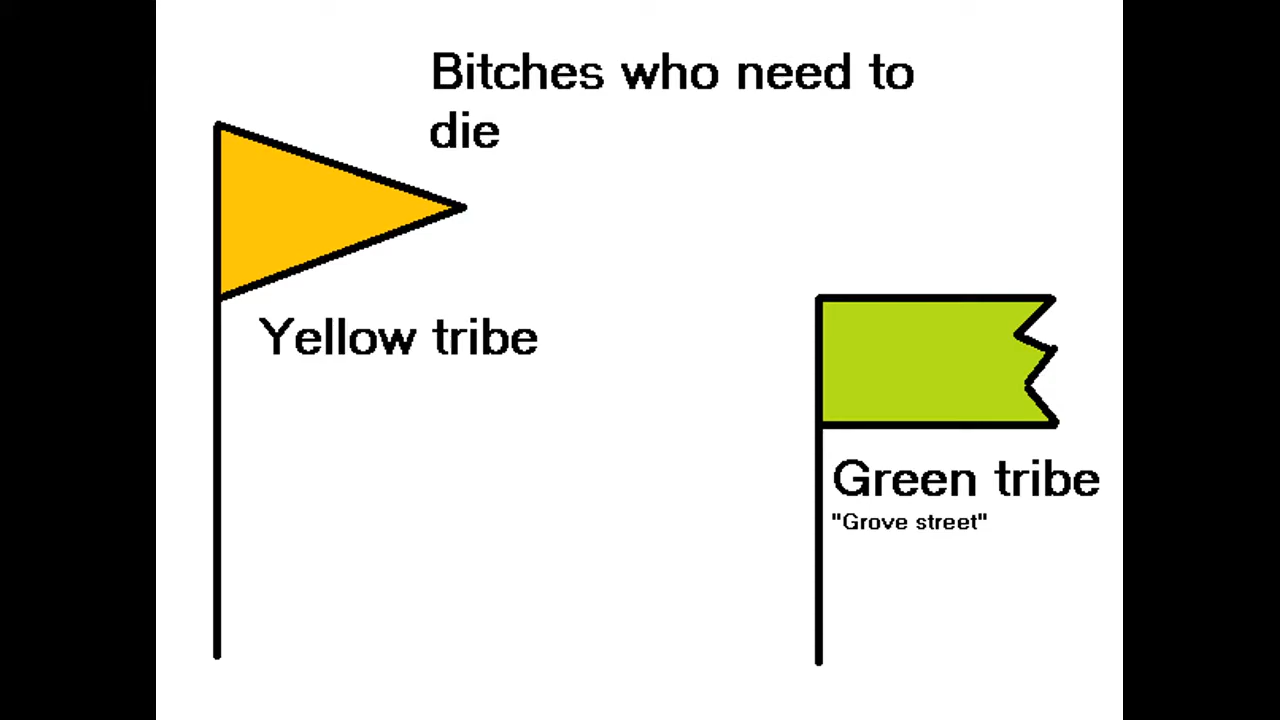 Bitches who need to
die
Yellow tribe
Green tribe
"Grove street"